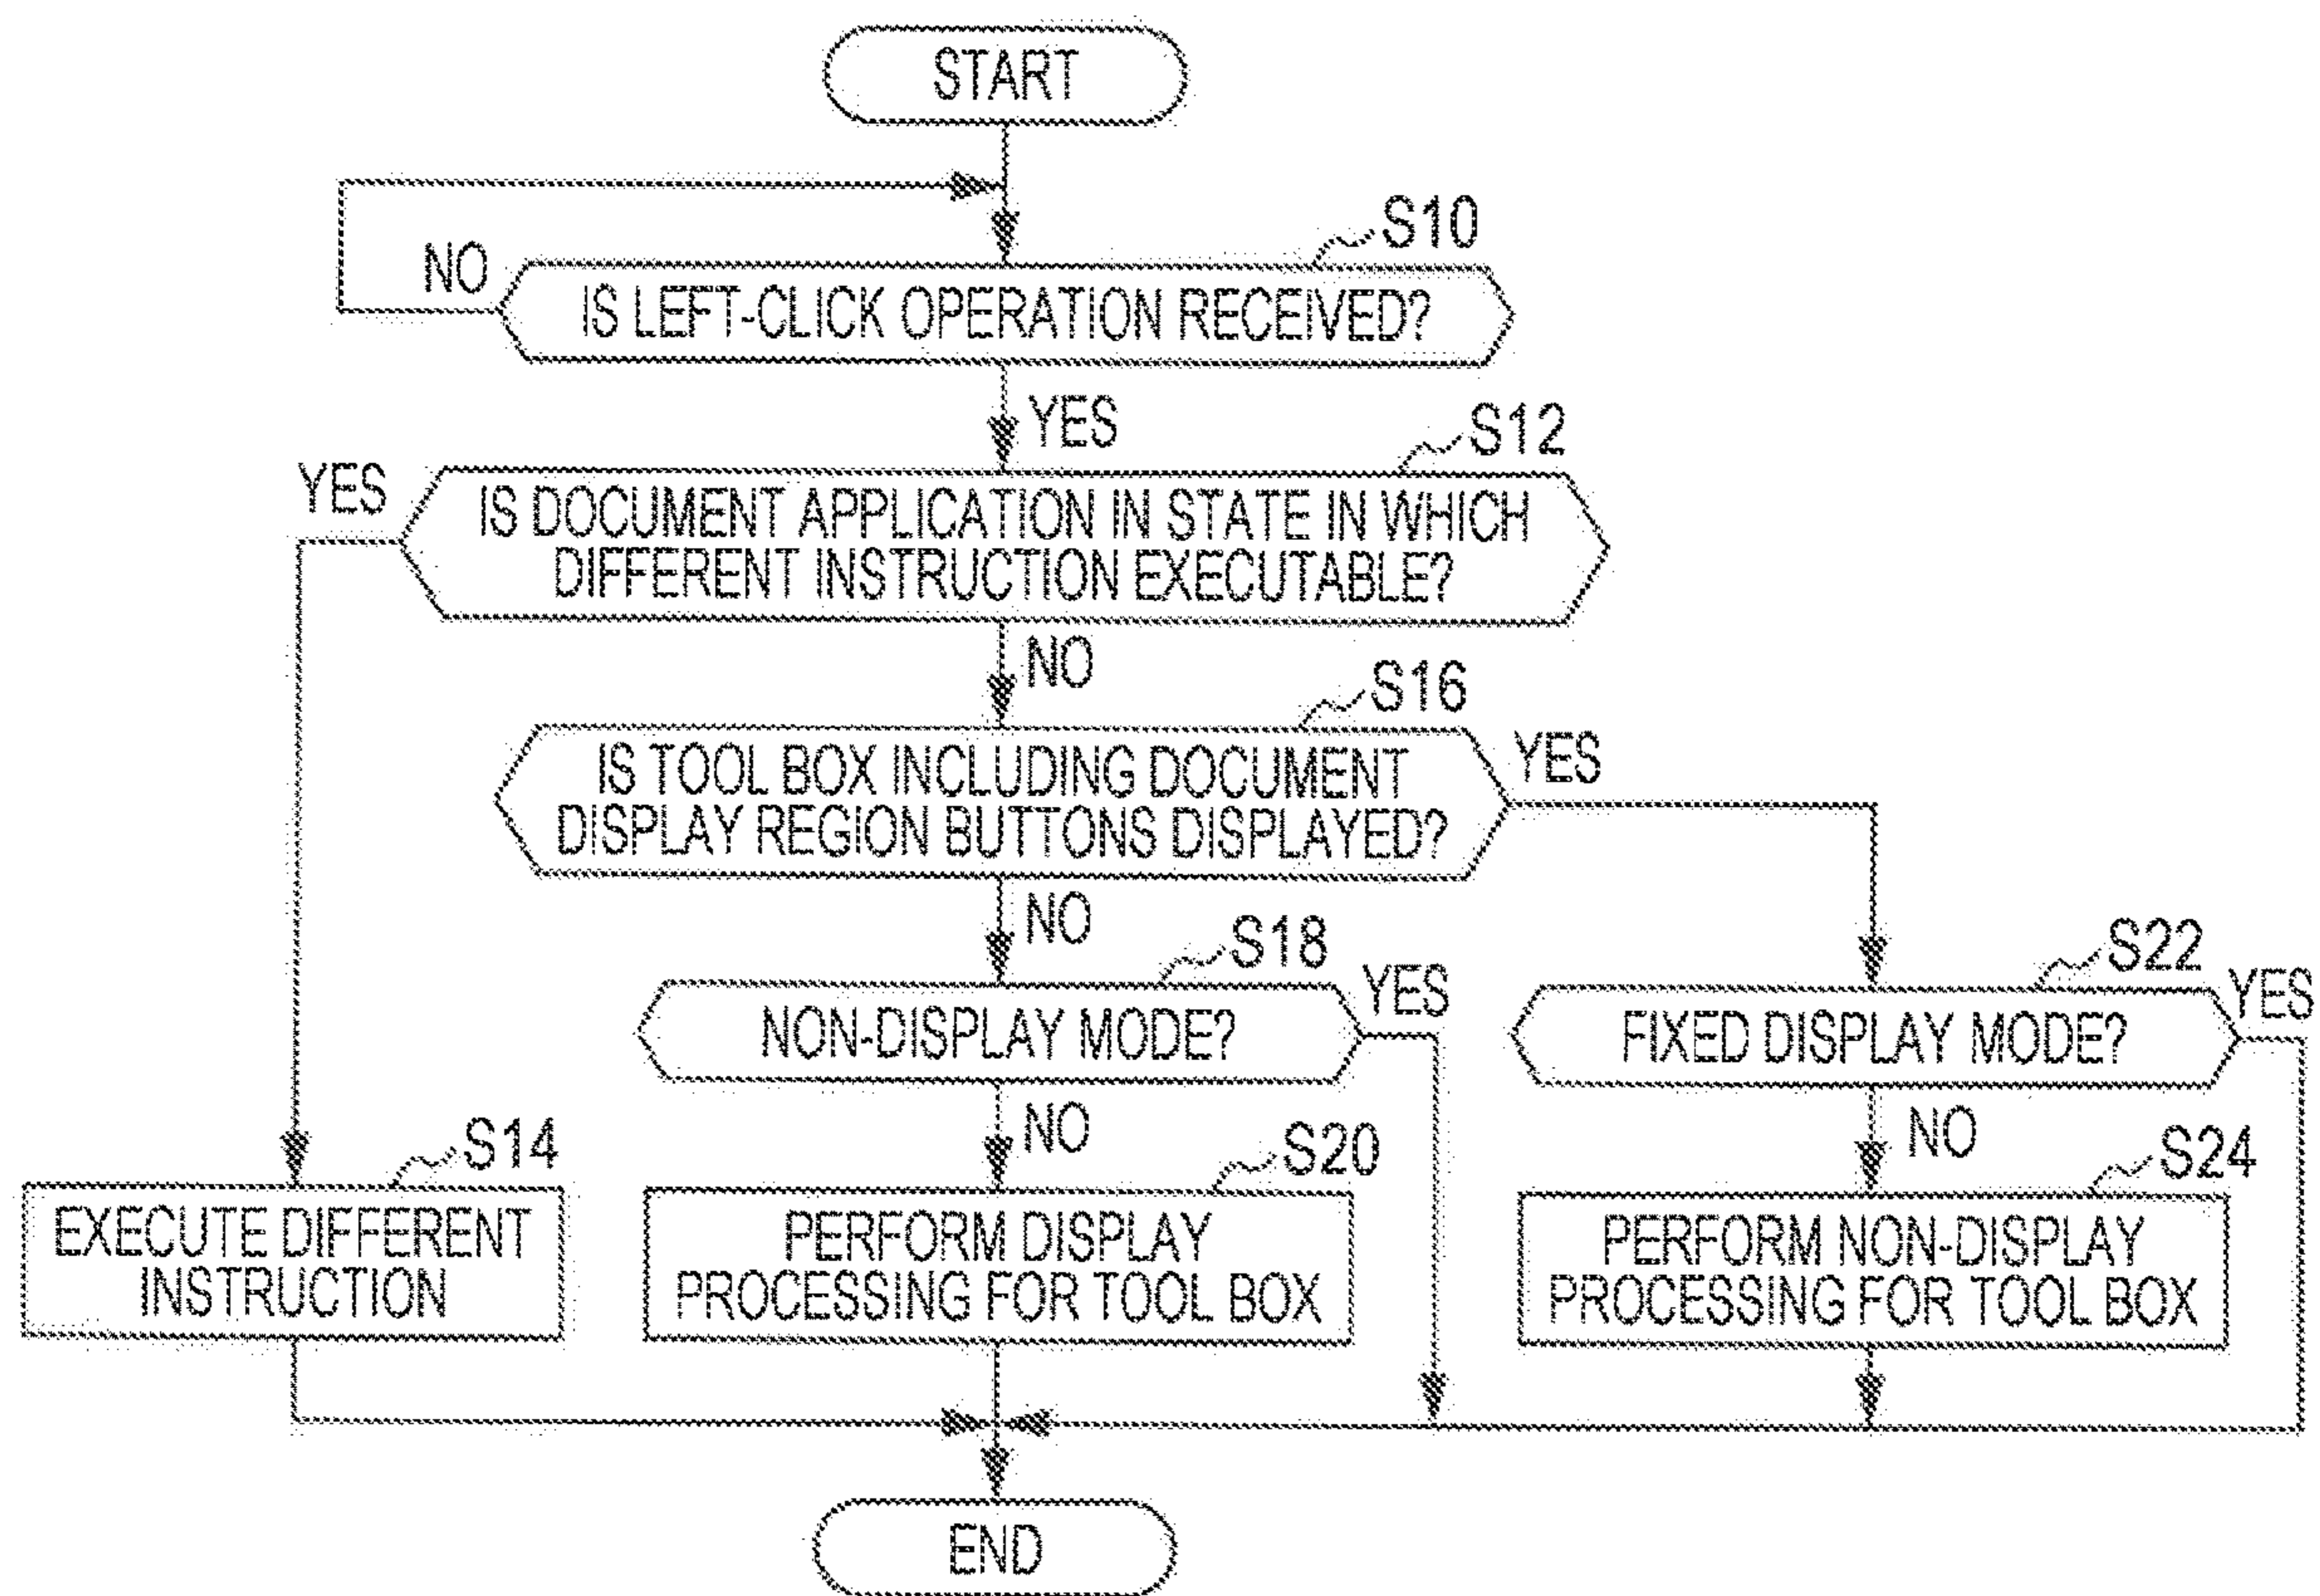 START
S10
NO
IS LEFT-CLICK OPERATION RECEIVED?
YES
S12
YES
IS DOCUMENT APPLICATION IN STATE IN WHICH
DIFFERENT INSTRUCTION EXECUTABLE?
NO
S16
IS TOOL BOX INCLUDING DOCUMENT
DISPLAY REGION BUTTONS DISPLAYED?
YES
NO
S18
NON-DISPLAY MODE?
YES
S22
FIXED DISPLAY MODE?
YES
NO
NO
S14
EXECUTE DIFFERENT
INSTRUCTION
S20
PERFORM DISPLAY
PROCESSING FOR TOOL BOX
S24
PERFORM NON-DISPLAY
PROCESSING FOR TOOL BOX
END